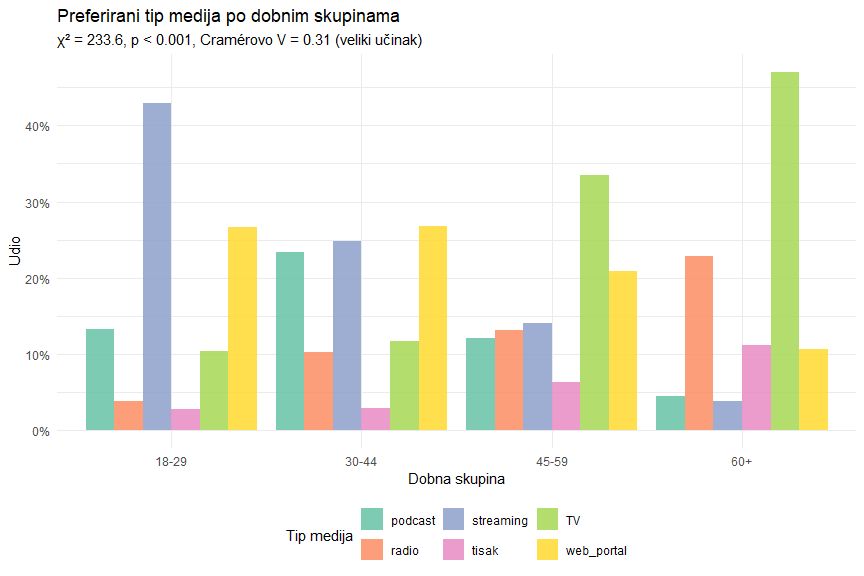 Preferirani tip medija po dobnim skupinama
χ² = 233.6, p < 0.001, Cramérovo V = 0.31 (veliki učinak)
Udio
40%
30%
20%
10%
0%
18-29 30-44 45-59 60+
Dobna skupina
Tip medija
podcast streaming TV
radio tisak web_portal